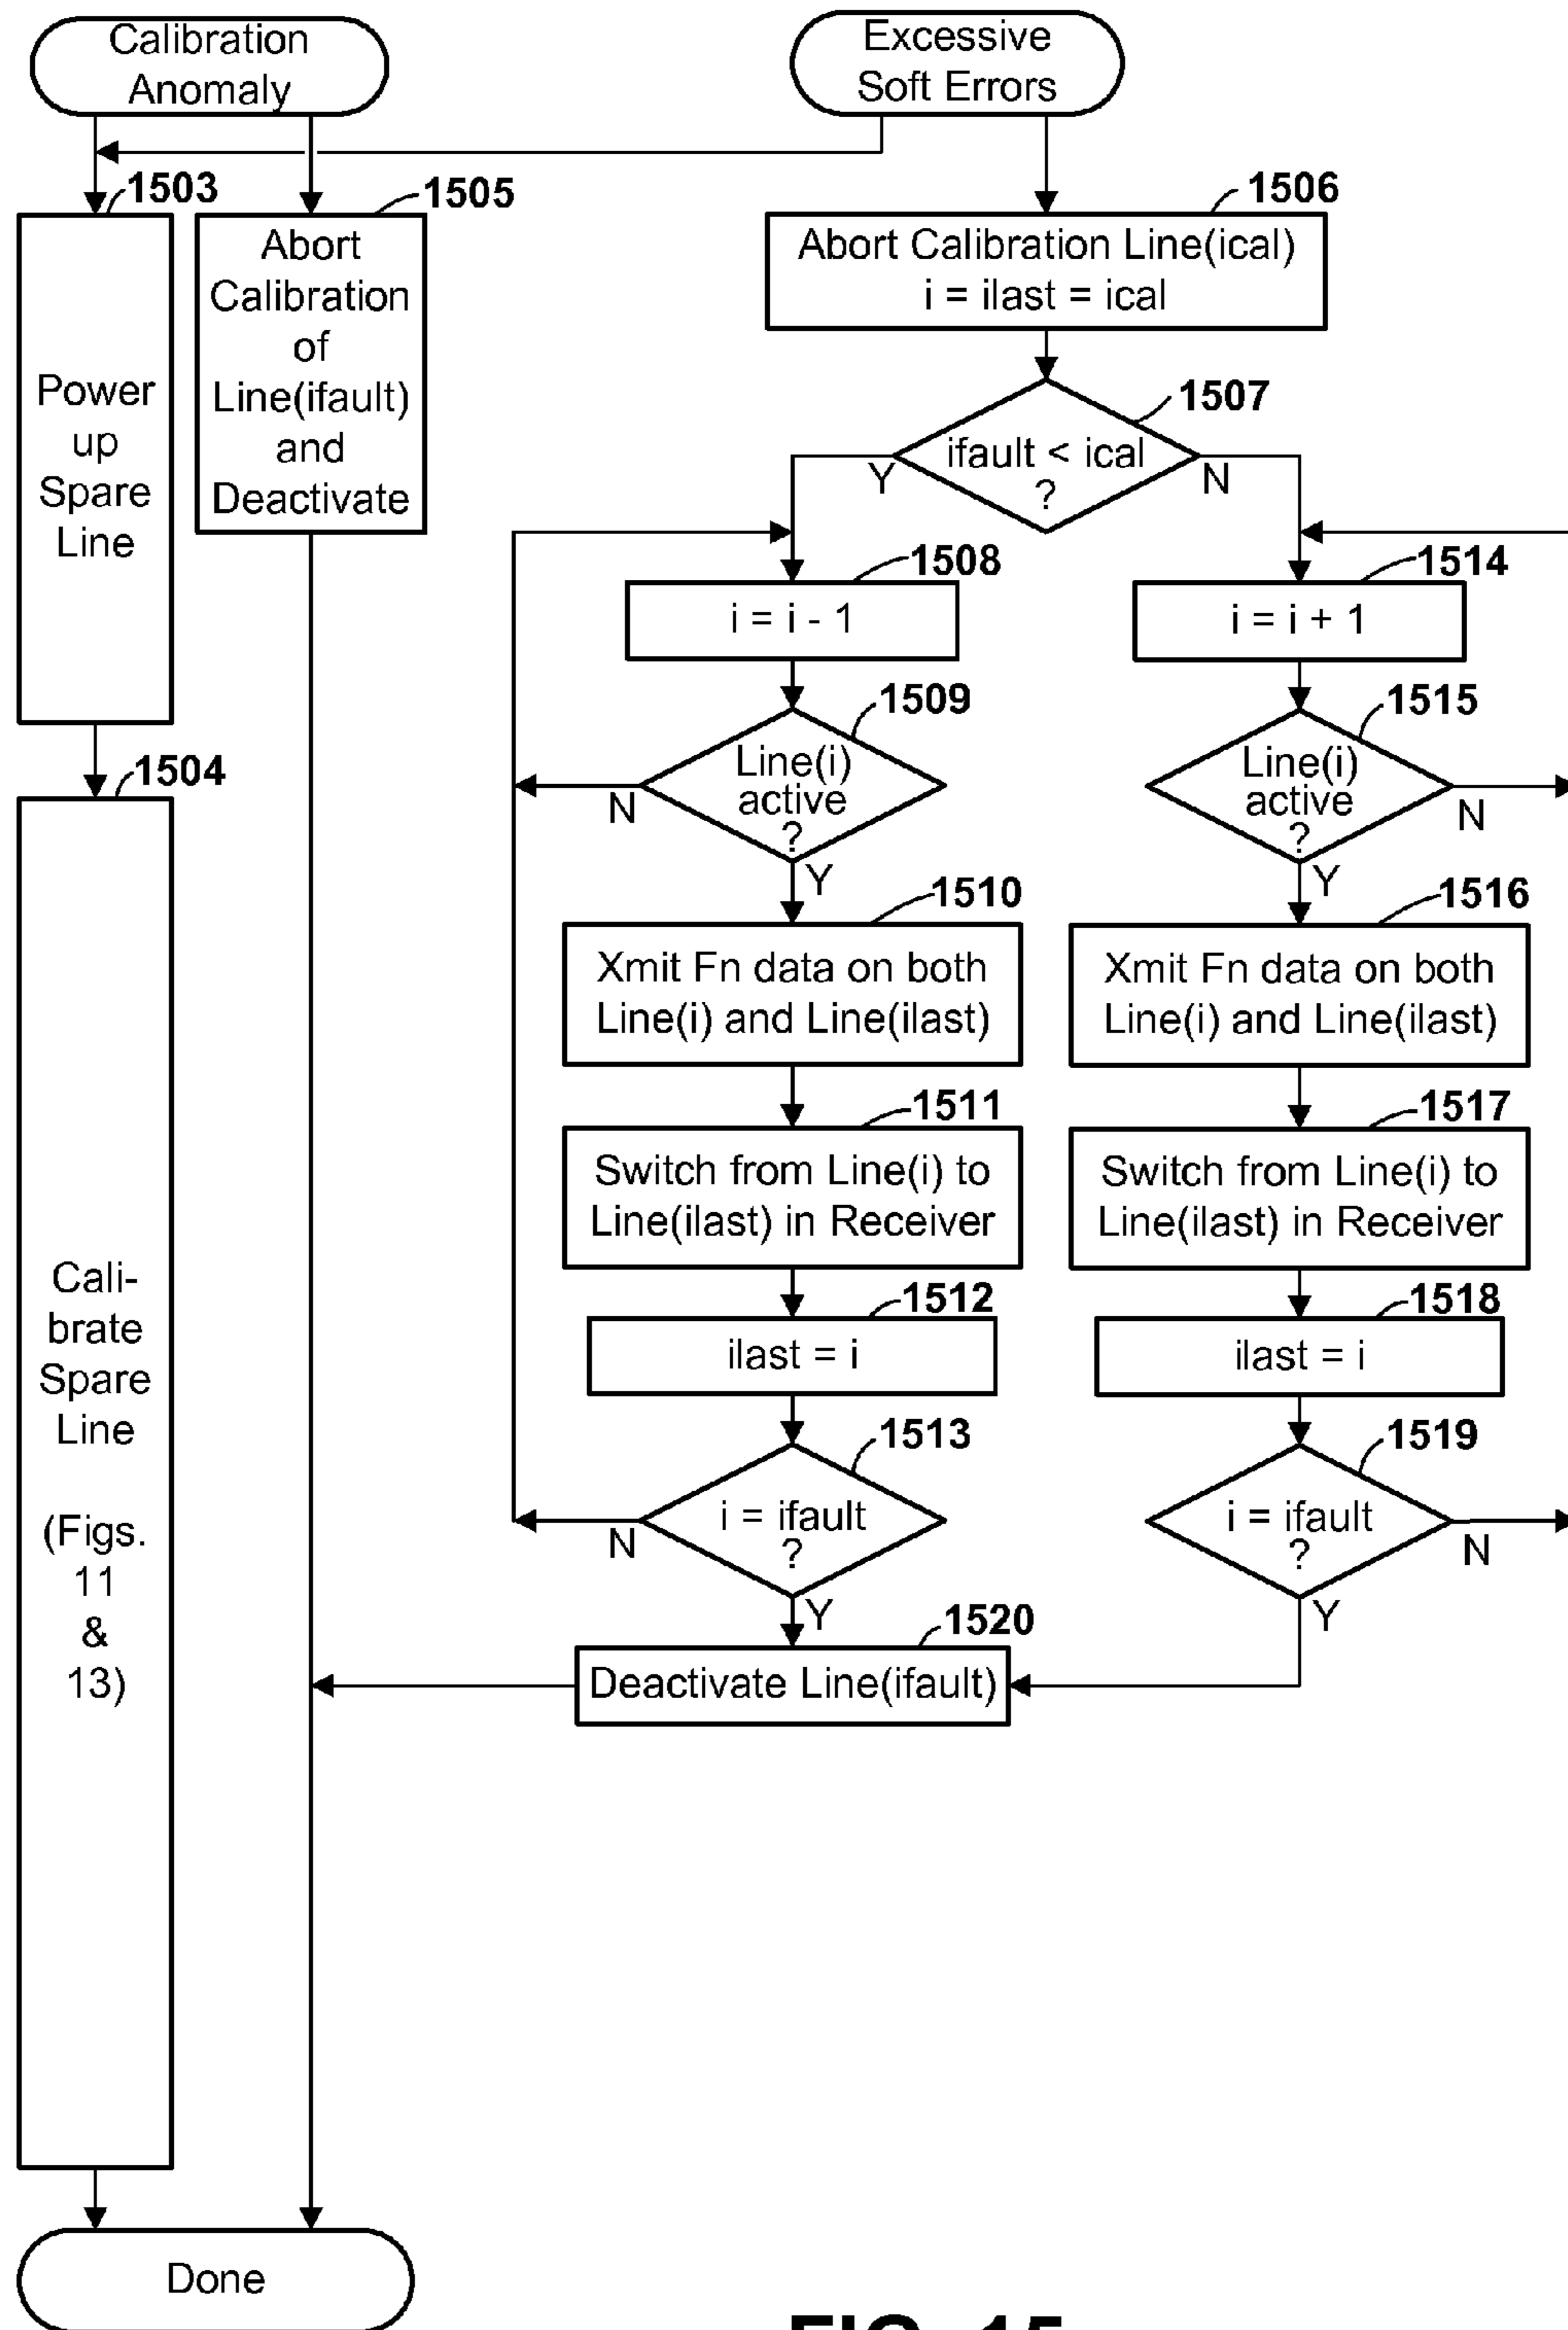 Calibration
Anomaly
Excessive
Soft Errors
1503
Power
up
Spare
Line
1505
Abort
Calibration
of
Line(ifault)
and
Deactivate
1506
Abort Calibration Line(ical)
i = ilast = ical
1507
ifault < ical
?
Y
N
1508
i = i - 1
1514
i = i + 1
1509
Line(i)
active
?
N
Y
1515
Line(i)
active
?
N
Y
1504
Cali-
brate
Spare
Line
(Figs.
11
&
13)
1510
Xmit Fn data on both
Line(i) and Line(ilast)
1516
Xmit Fn data on both
Line(i) and Line(ilast)
1511
Switch from Line(i) to
Line(ilast) in Receiver
1517
Switch from Line(i) to
Line(ilast) in Receiver
1512
ilast = i
1518
ilast = i
1513
i = ifault
?
N
Y
1519
i = ifault
?
N
Y
1520
Deactivate Line(ifault)
Done
FIG. 15